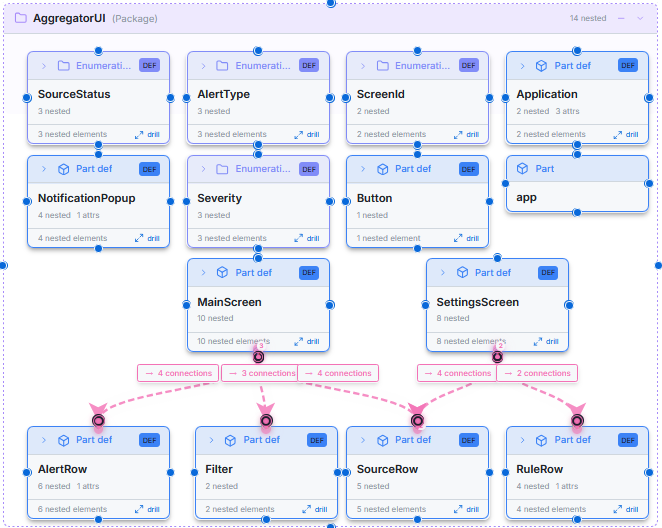 AggregatorUI (Package) 14 nested
Enumerati... DEF
SourceStatus
3 nested
3 nested elements drill
Enumerati... DEF
AlertType
3 nested
3 nested elements drill
Enumerati... DEF
ScreenId
2 nested
2 nested elements drill
Part def DEF
Application
2 nested 3 attrs
2 nested elements drill
Part def DEF
NotificationPopup
4 nested 1 attrs
4 nested elements drill
Enumerati... DEF
Severity
3 nested
3 nested elements drill
Part def DEF
Button
1 nested
1 nested element drill
Part
app
Part def DEF
MainScreen
10 nested
10 nested elements drill
3
Part def DEF
SettingsScreen
8 nested
8 nested elements drill
2
→ 4 connections
→ 3 connections
→ 4 connections
→ 4 connections
→ 2 connections
Part def DEF
AlertRow
6 nested 1 attrs
6 nested elements drill
Part def DEF
Filter
2 nested
2 nested elements drill
Part def DEF
SourceRow
5 nested
5 nested elements drill
Part def DEF
RuleRow
4 nested 1 attrs
4 nested elements drill